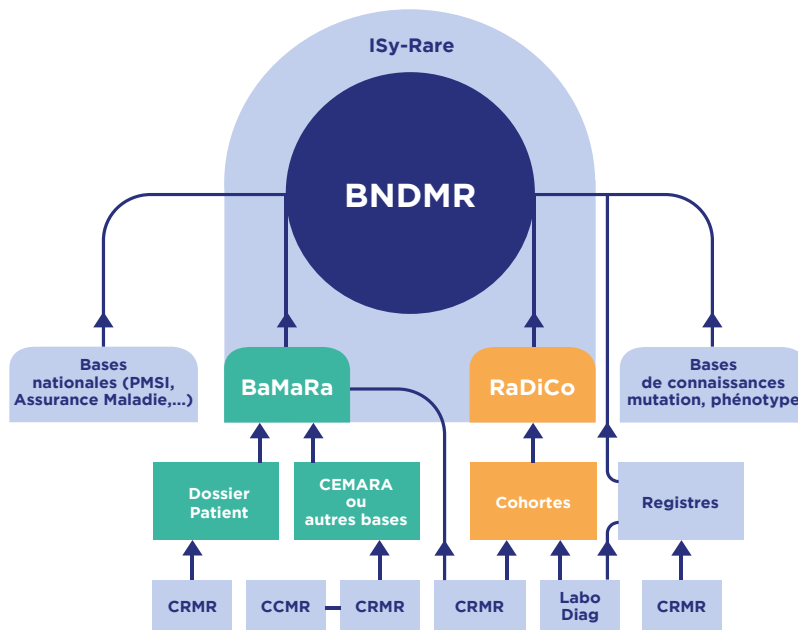 ISy-Rare
BNDMR
Bases
nationales (PMSI,
Assurance Maladie,...)
BaMaRa
RaDiCo
Bases
de connaissances
mutation, phénotype
Dossier
Patient
CEMARA
ou
autres bases
Cohortes
Registres
CRMR
CCMR
CRMR
CRMR
Labo
Diag
CRMR